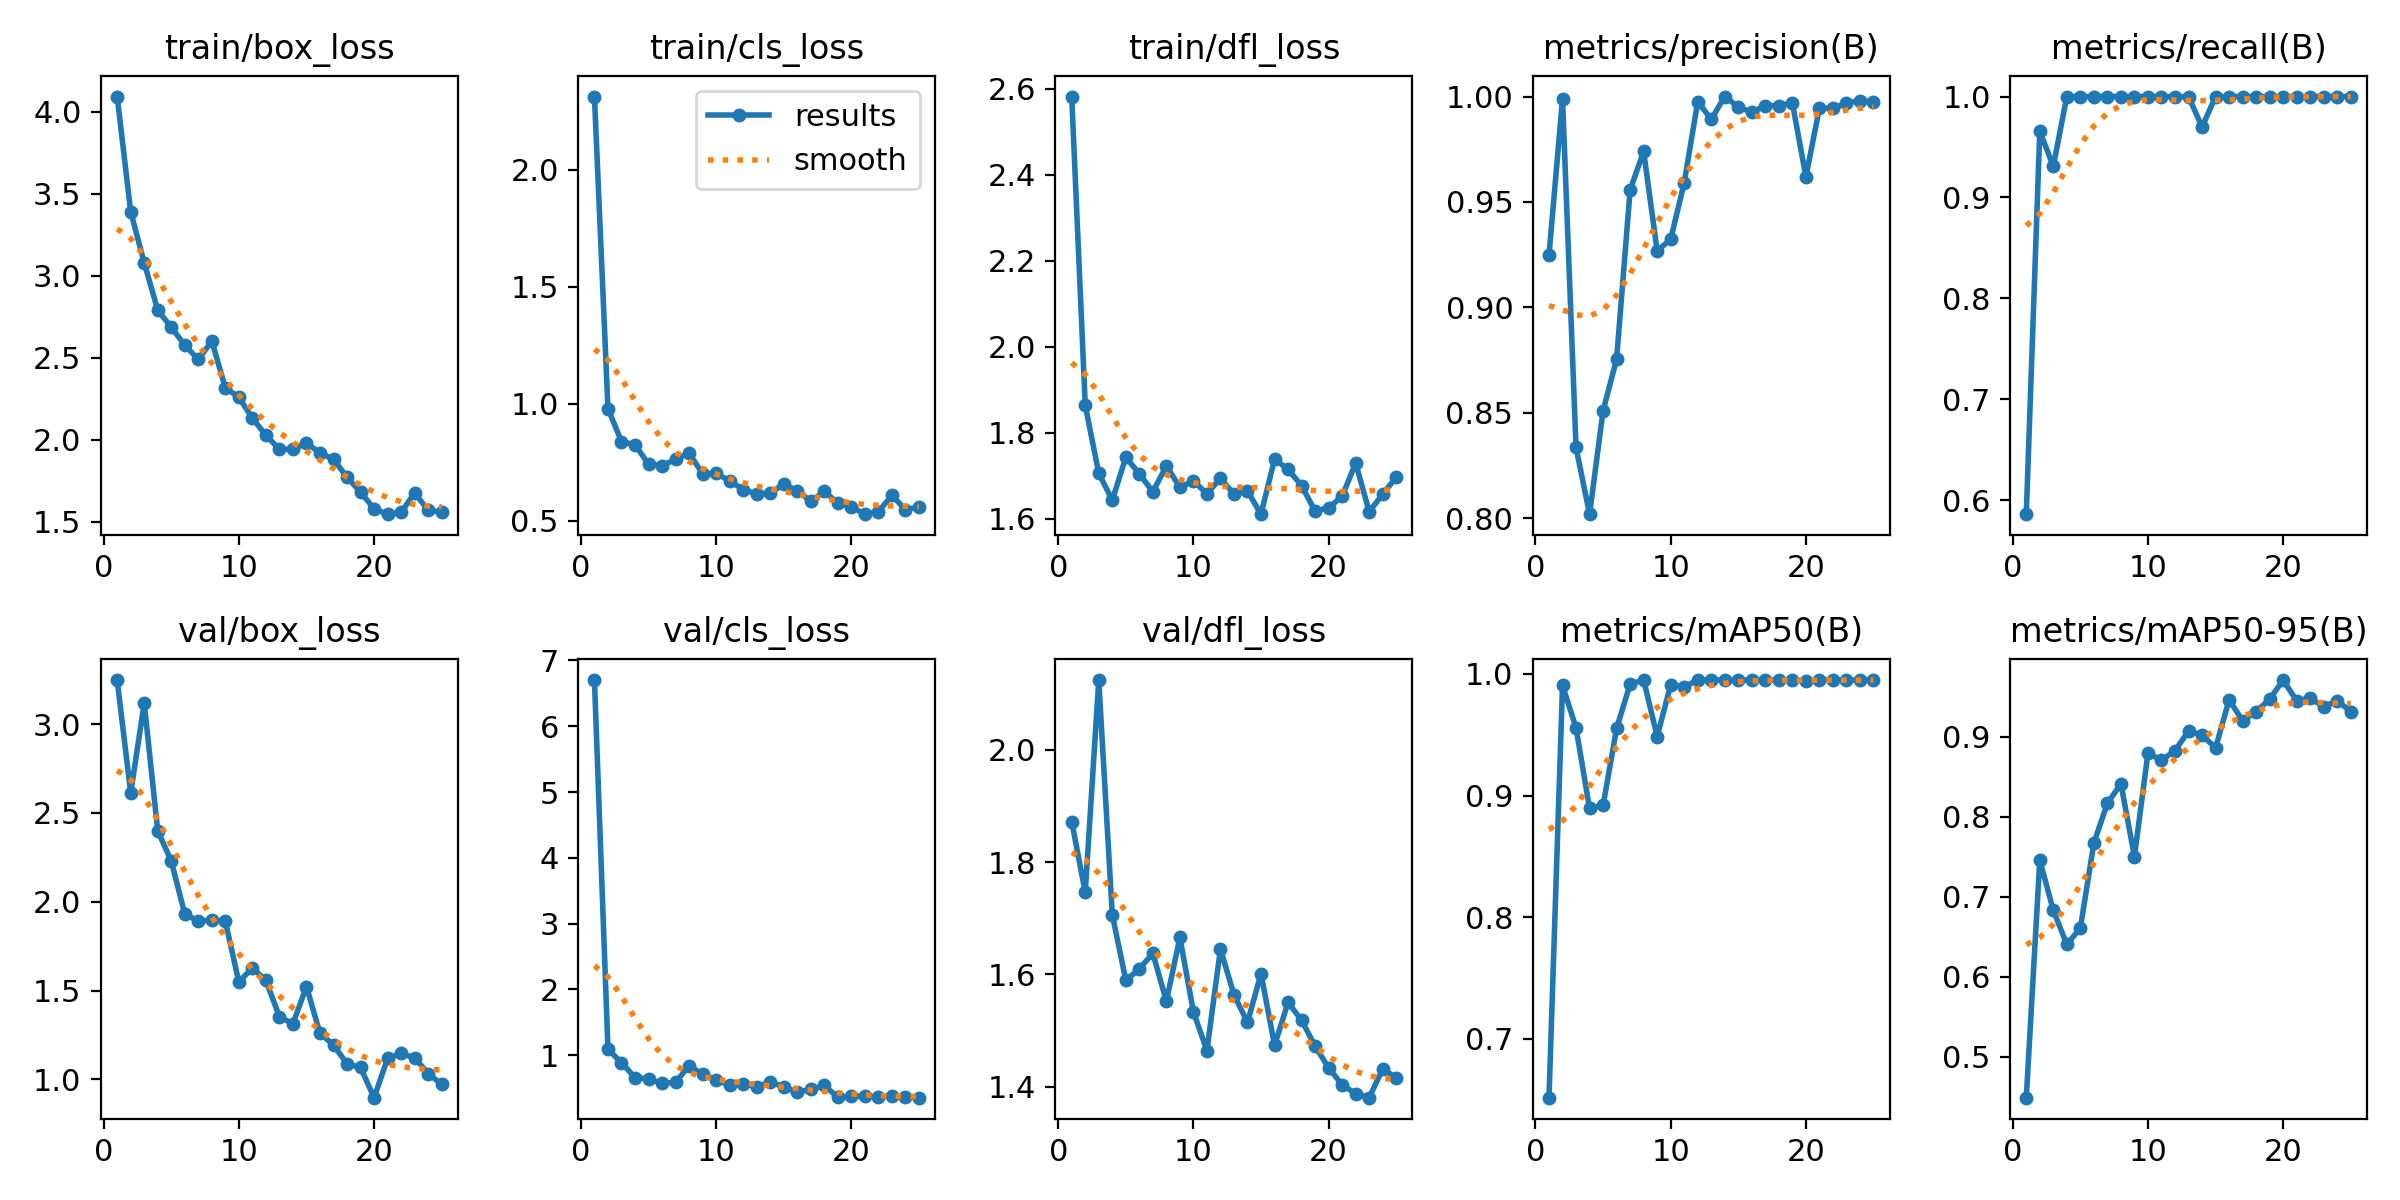 train/box_loss
train/cls_loss
train/dfl_loss
metrics/precision(B)
metrics/recall(B)
4.0
3.5
3.0
2.5
2.0
1.5
0 10 20
results
smooth
2.0
1.5
1.0
0.5
0 10 20
2.6
2.4
2.2
2.0
1.8
1.6
0 10 20
1.00
0.95
0.90
0.85
0.80
0 10 20
1.0
0.9
0.8
0.7
0.6
0 10 20
val/box_loss
val/cls_loss
val/dfl_loss
metrics/mAP50(B)
metrics/mAP50-95(B)
3.0
2.5
2.0
1.5
1.0
0 10 20
7
6
5
4
3
2
1
0 10 20
2.0
1.8
1.6
1.4
0 10 20
1.0
0.9
0.8
0.7
0 10 20
0.9
0.8
0.7
0.6
0.5
0 10 20